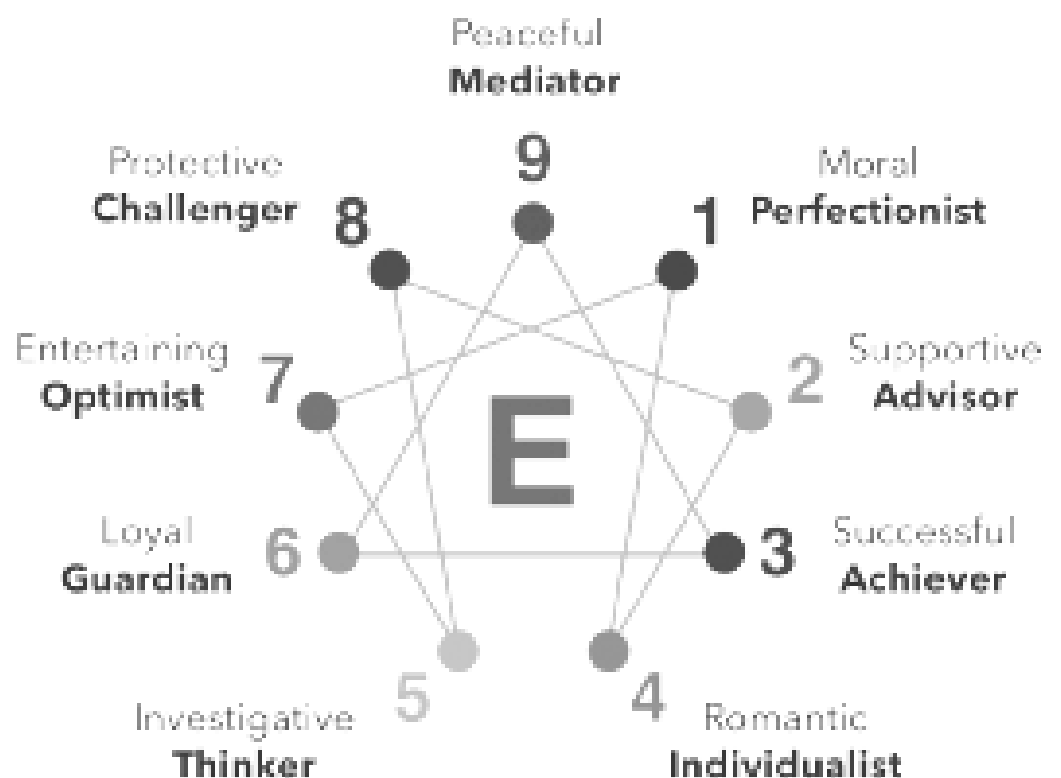 Peaceful
Mediator
9
Protective
Challenger
8
1
Moral
Perfectionist
Entertaining
Optimist
7
E
2
Supportive
Advisor
Loyal
Guardian
6
3
Successful
Achiever
Investigative
Thinker
5
4
Romantic
Individualist